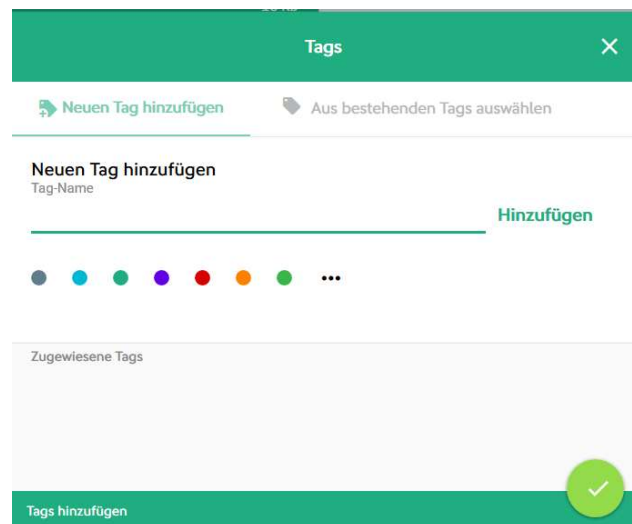 Tags
Neuen Tag hinzufügen
Aus bestehenden Tags auswählen
Neuen Tag hinzufügen
Tag-Name
Hinzufügen
Zugewiesene Tags
Tags hinzufügen